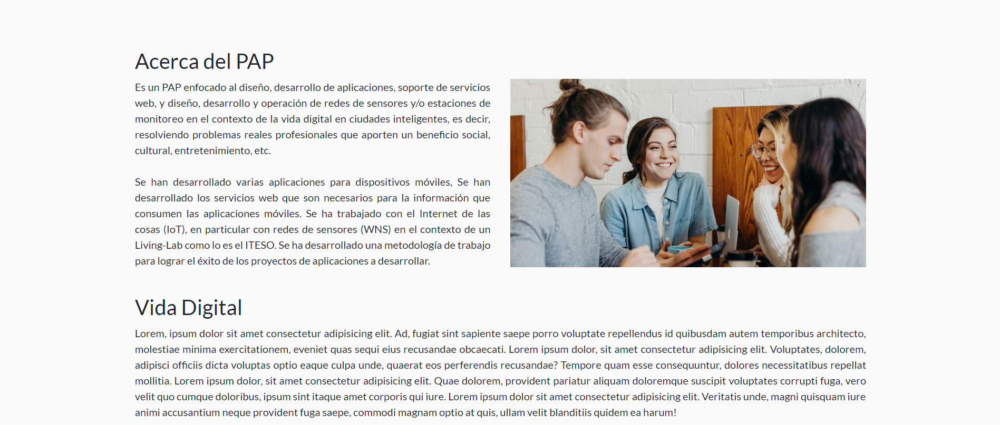 Acerca del PAP
Es un PAP enfocado al diseño, desarrollo de aplicaciones, soporte de servicios
web, y diseño, desarrollo y operación de redes de sensores y/o estaciones de
monitoreo en el contexto de la vida digital en ciudades inteligentes, es decir,
resolviendo problemas reales profesionales que aporten un beneficio social,
cultural, entretenimiento, etc.
Se han desarrollado varias aplicaciones para dispositivos móviles, Se han
desarrollado los servicios web que son necesarios para la información que
consumen las aplicaciones móviles. Se ha trabajado con el Internet de las
cosas (IoT), en particular con redes de sensores (WNS) en el contexto de un
Living-Lab como lo es el ITESO. Se ha desarrollado una metodología de trabajo
para lograr el éxito de los proyectos de aplicaciones a desarrollar.
Vida Digital
Lorem, ipsum dolor sit amet consectetur adipisicing elit. Ad, fugiat sint sapiente saepe porro voluptate repellendus id quibusdam autem temporibus architecto,
molestiae minima exercitationem, eveniet quas sequi eius recusandae obcaecati. Lorem ipsum dolor, sit amet consectetur adipisicing elit. Voluptates, dolorem,
adipisci officiis dicta voluptas optio eaque culpa unde, quaerat eos perferendis recusandae? Tempore quam esse consequuntur, dolores necessitatibus repellat
mollitia. Lorem ipsum dolor, sit amet consectetur adipisicing elit. Quae dolorem, provident pariatur aliquam doloremque suscipit voluptates corrupti fuga, vero
velit quo cumque doloribus, ipsum sint itaque amet corporis qui iure. Lorem ipsum dolor sit amet consectetur adipisicing elit. Veritatis unde, magni quisquam iure
animi accusantium neque provident fuga saepe, commodi magnam optio at quis, ullam velit blanditiis quidem ea harum!